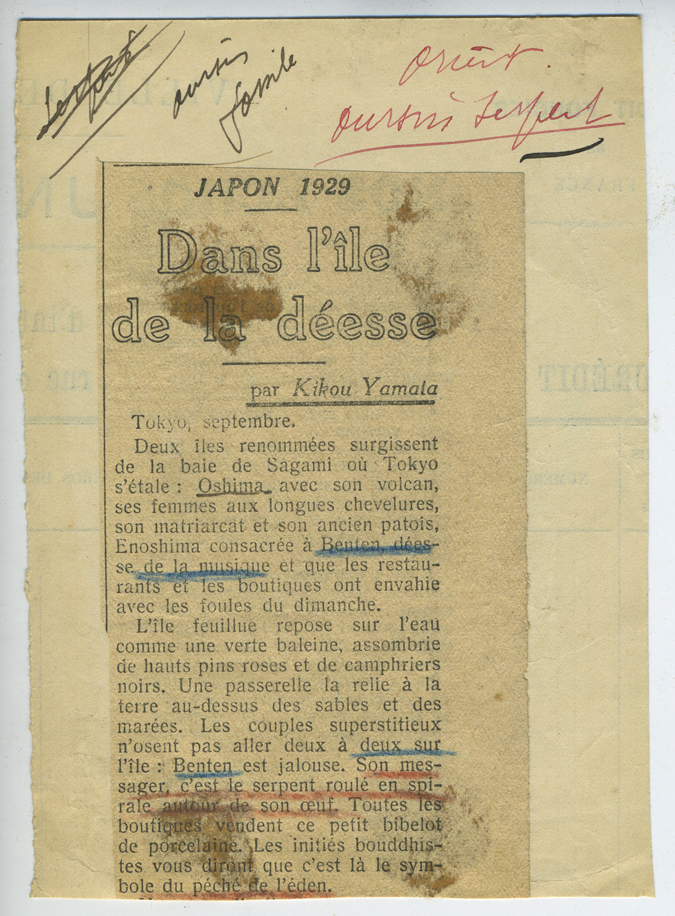 oursin
fossile
Orient.
oursins Serpent
JAPON 1929
Dans l'île
de la déesse
par Kikou Yamata
Tokyo, septembre.
Deux îles renommées surgissent
de la baie de Sagami où Tokyo
s'étale : Oshima avec son volcan,
ses femmes aux longues chevelures,
son matriarcat et son ancien patois,
Enoshima consacrée à Benten, dées-
se de la musique et que les restau-
rants et les boutiques ont envahie
avec les foules du dimanche.
L'île feuillue repose sur l'eau
comme une verte baleine, assombrie
de hauts pins roses et de camphriers
noirs. Une passerelle la relie à la
terre au-dessus des sables et des
marées. Les couples superstitieux
n'osent pas aller deux à deux sur
l'île : Benten est jalouse. Son mes-
sager, c'est le serpent roulé en spi-
rale autour de son œuf. Toutes les
boutiques vendent ce petit bibelot
de porcelaine. Les initiés bouddhis-
tes vous diront que c'est là le sym-
bole du péché de l'éden.